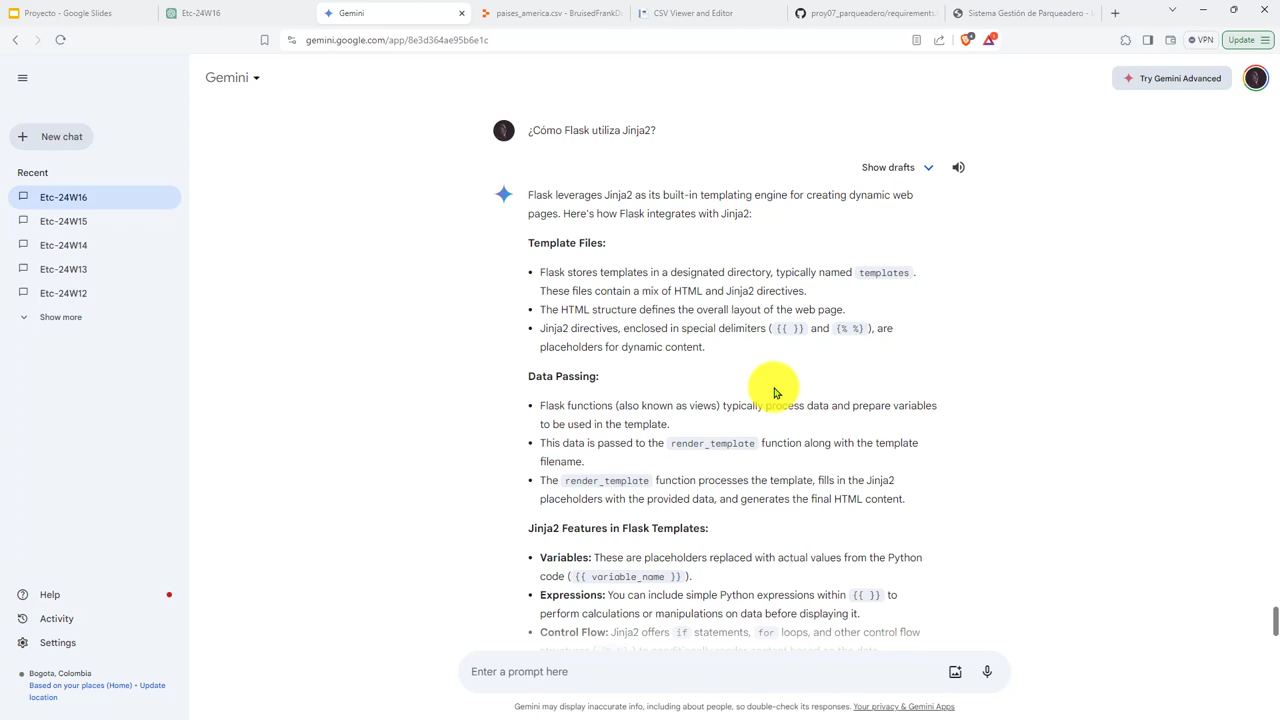 Proyecto - Google Slides
Etc-24W16
Gemini
paises_america.csv - BruisedFrankDe
CSV Viewer and Editor
proy07_parqueadero/requirements.
Sistema Gestión de Parqueadero -
gemini.google.com/app/8e3d364ae95b6e1c
VPN
Update
Gemini
Try Gemini Advanced
New chat
Recent
Etc-24W16
Etc-24W15
Etc-24W14
Etc-24W13
Etc-24W12
Show more
¿Cómo Flask utiliza Jinja2?
Show drafts
Flask leverages Jinja2 as its built-in templating engine for creating dynamic web
pages. Here's how Flask integrates with Jinja2:
Template Files:
• Flask stores templates in a designated directory, typically named templates.
These files contain a mix of HTML and Jinja2 directives.
• The HTML structure defines the overall layout of the web page.
• Jinja2 directives, enclosed in special delimiters ( {{ }} and {% %} ), are
placeholders for dynamic content.
Data Passing:
• Flask functions (also known as views) typically process data and prepare variables
to be used in the template.
• This data is passed to the render_template function along with the template
filename.
• The render_template function processes the template, fills in the Jinja2
placeholders with the provided data, and generates the final HTML content.
Jinja2 Features in Flask Templates:
• Variables: These are placeholders replaced with actual values from the Python
code ( {{ variable_name }} ).
• Expressions: You can include simple Python expressions within {{ }} to
perform calculations or manipulations on data before displaying it.
• Control Flow: Jinja2 offers if statements, for loops, and other control flow
structures ( {% %} ) to conditionally render content based on the data.
Enter a prompt here
Gemini may display inaccurate info, including about people, so double-check its responses. Your privacy & Gemini Apps
Help
Activity
Settings
Bogota, Colombia
Based on your places (Home) • Update
location